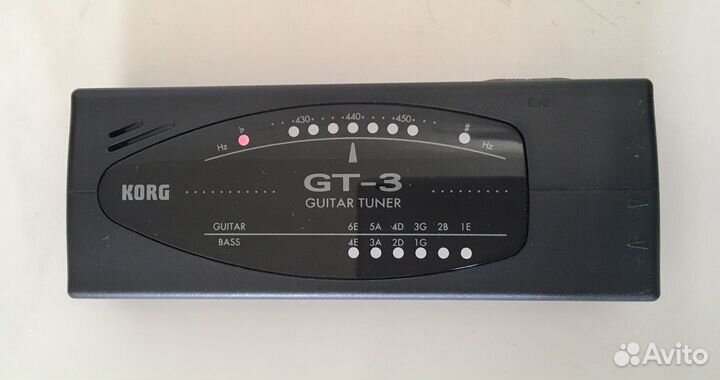 430 440 450
♭ #
Hz Hz
KORG
GT-3
GUITAR TUNER
GUITAR 6E 5A 4D 3G 2B 1E
BASS 4E 3A 2D 1G
Avito